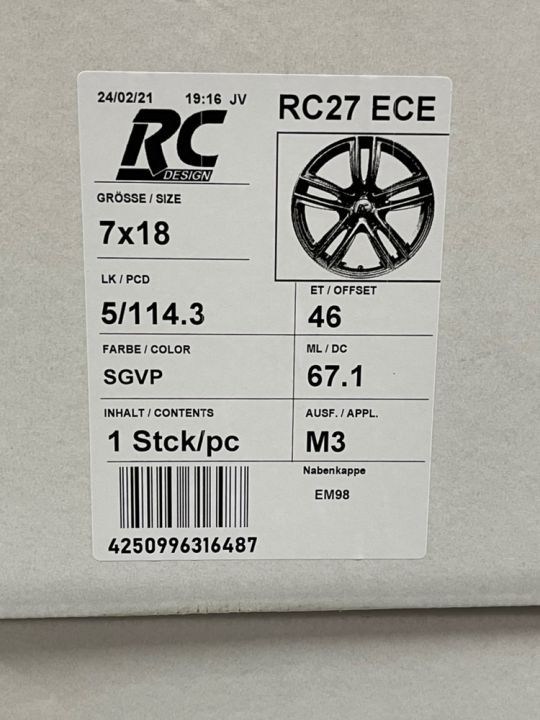 24/02/21 19:16 JV
RC27 ECE
RC
DESIGN
GRÖSSE / SIZE
7x18
LK / PCD
5/114.3
ET / OFFSET
46
FARBE / COLOR
SGVP
ML / DC
67.1
INHALT / CONTENTS
1 Stck/pc
AUSF. / APPL.
M3
Nabenkappe
EM98
4250996316487